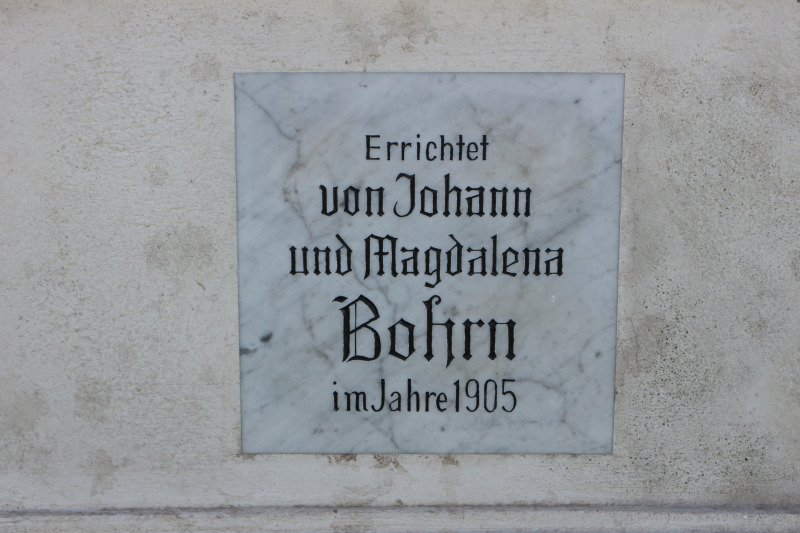 Errichtet
von Johann
und Magdalena
Bohrn
im Jahre 1905